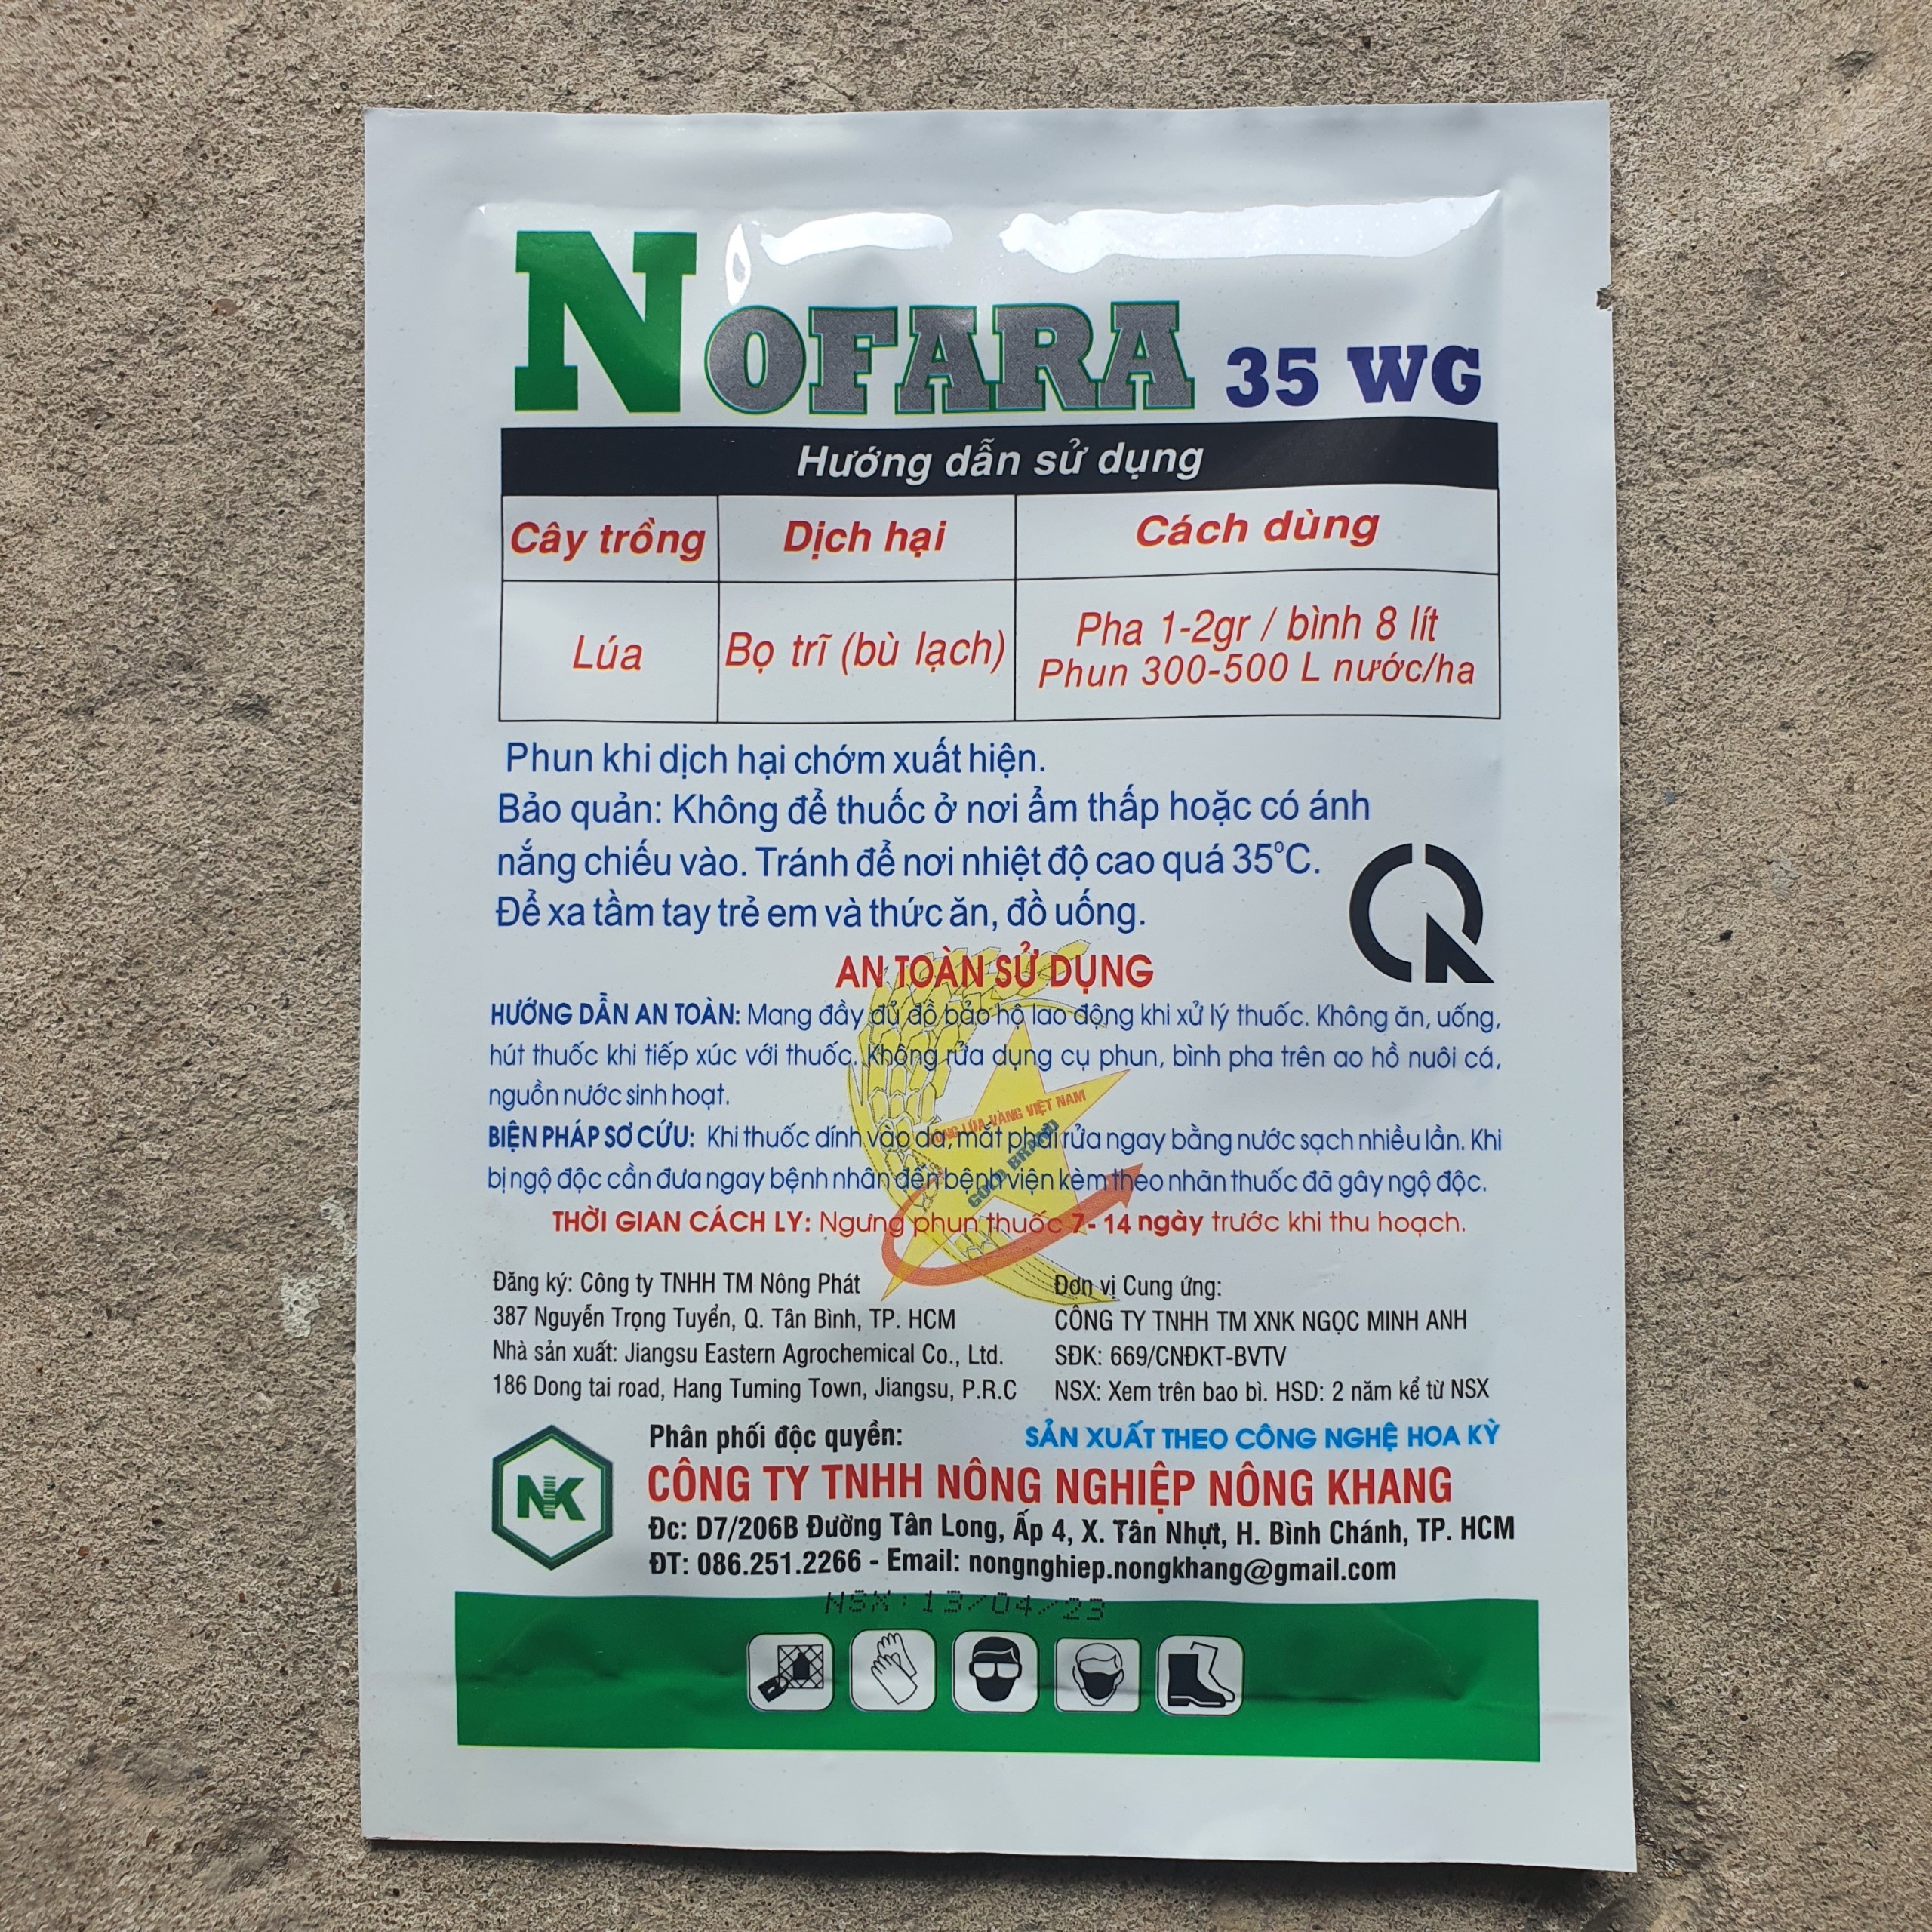 NOFARA 35 WG
Hướng dẫn sử dụng
Cây trồng Dịch hại Cách dùng
Lúa Bọ trĩ (bù lạch) Pha 1-2gr / bình 8 lít
Phun 300-500 L nước/ha
Phun khi dịch hại chớm xuất hiện.
Bảo quản: Không để thuốc ở nơi ẩm thấp hoặc có ánh
nắng chiếu vào. Tránh để nơi nhiệt độ cao quá 35°C.
Để xa tầm tay trẻ em và thức ăn, đồ uống.
AN TOÀN SỬ DỤNG
HƯỚNG DẪN AN TOÀN: Mang đầy đủ đồ bảo hộ lao động khi xử lý thuốc. Không ăn, uống,
hút thuốc khi tiếp xúc với thuốc. Không rửa dụng cụ phun, bình pha trên ao hồ nuôi cá,
nguồn nước sinh hoạt.
BIỆN PHÁP SƠ CỨU: Khi thuốc dính vào da, mắt phải rửa ngay bằng nước sạch nhiều lần. Khi
bị ngộ độc cần đưa ngay bệnh nhân đến bệnh viện kèm theo nhãn thuốc đã gây ngộ độc.
LÚA VÀNG VIỆT NAM
GOLD BRAND
THỜI GIAN CÁCH LY: Ngưng phun thuốc 7- 14 ngày trước khi thu hoạch.
Đăng ký: Công ty TNHH TM Nông Phát
387 Nguyễn Trọng Tuyển, Q. Tân Bình, TP. HCM
Nhà sản xuất: Jiangsu Eastern Agrochemical Co., Ltd.
186 Dong tai road, Hang Tuming Town, Jiangsu, P.R.C
Đơn vị Cung ứng:
CÔNG TY TNHH TM XNK NGỌC MINH ANH
SĐK: 669/CNĐKT-BVTV
NSX: Xem trên bao bì. HSD: 2 năm kể từ NSX
NK
Phân phối độc quyền:
SẢN XUẤT THEO CÔNG NGHỆ HOA KỲ
CÔNG TY TNHH NÔNG NGHIỆP NÔNG KHANG
Đc: D7/206B Đường Tân Long, Ấp 4, X. Tân Nhựt, H. Bình Chánh, TP. HCM
ĐT: 086.251.2266 - Email: nongnghiep.nongkhang@gmail.com
NSX: 13/04/23